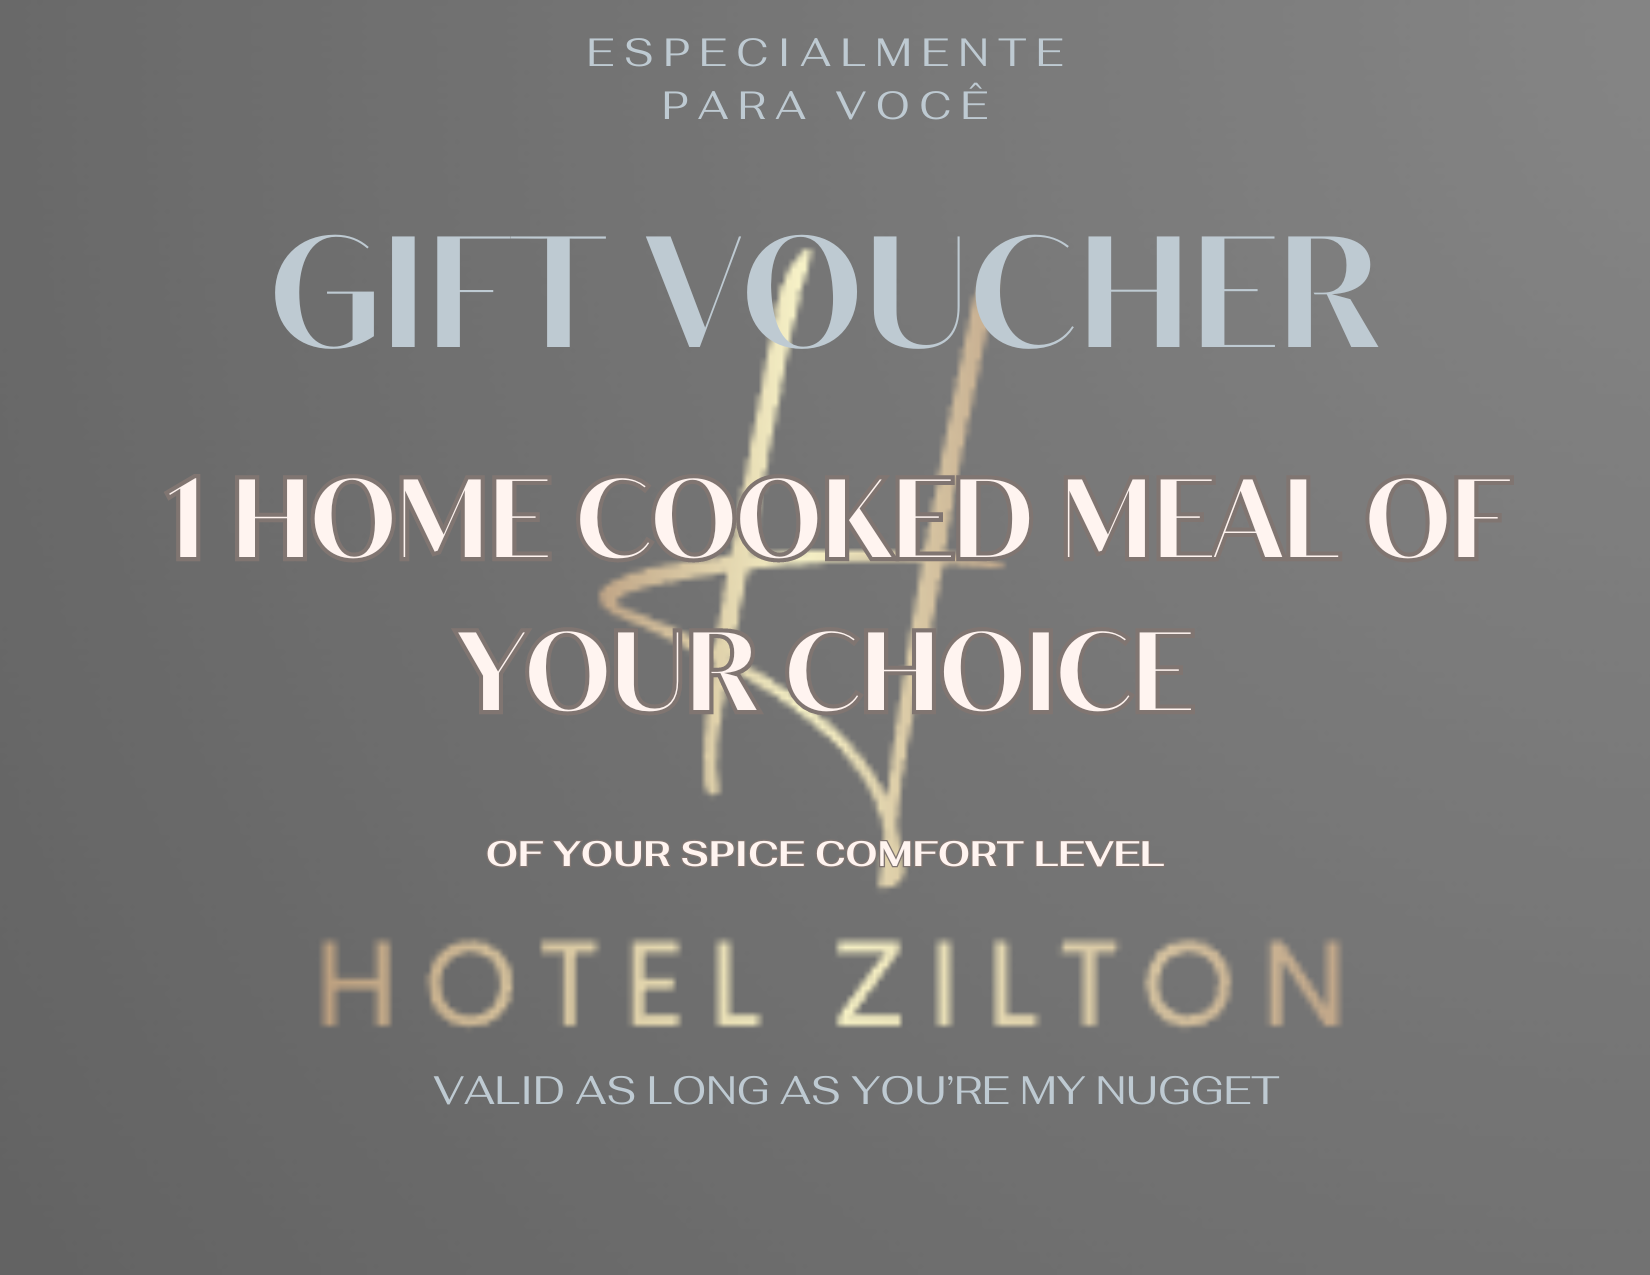 ESPECIALMENTE
PARA VOCÊ
GIFT VOUCHER
1 HOME COOKED MEAL OF
YOUR CHOICE
OF YOUR SPICE COMFORT LEVEL
HOTEL ZILTON
VALID AS LONG AS YOU'RE MY NUGGET